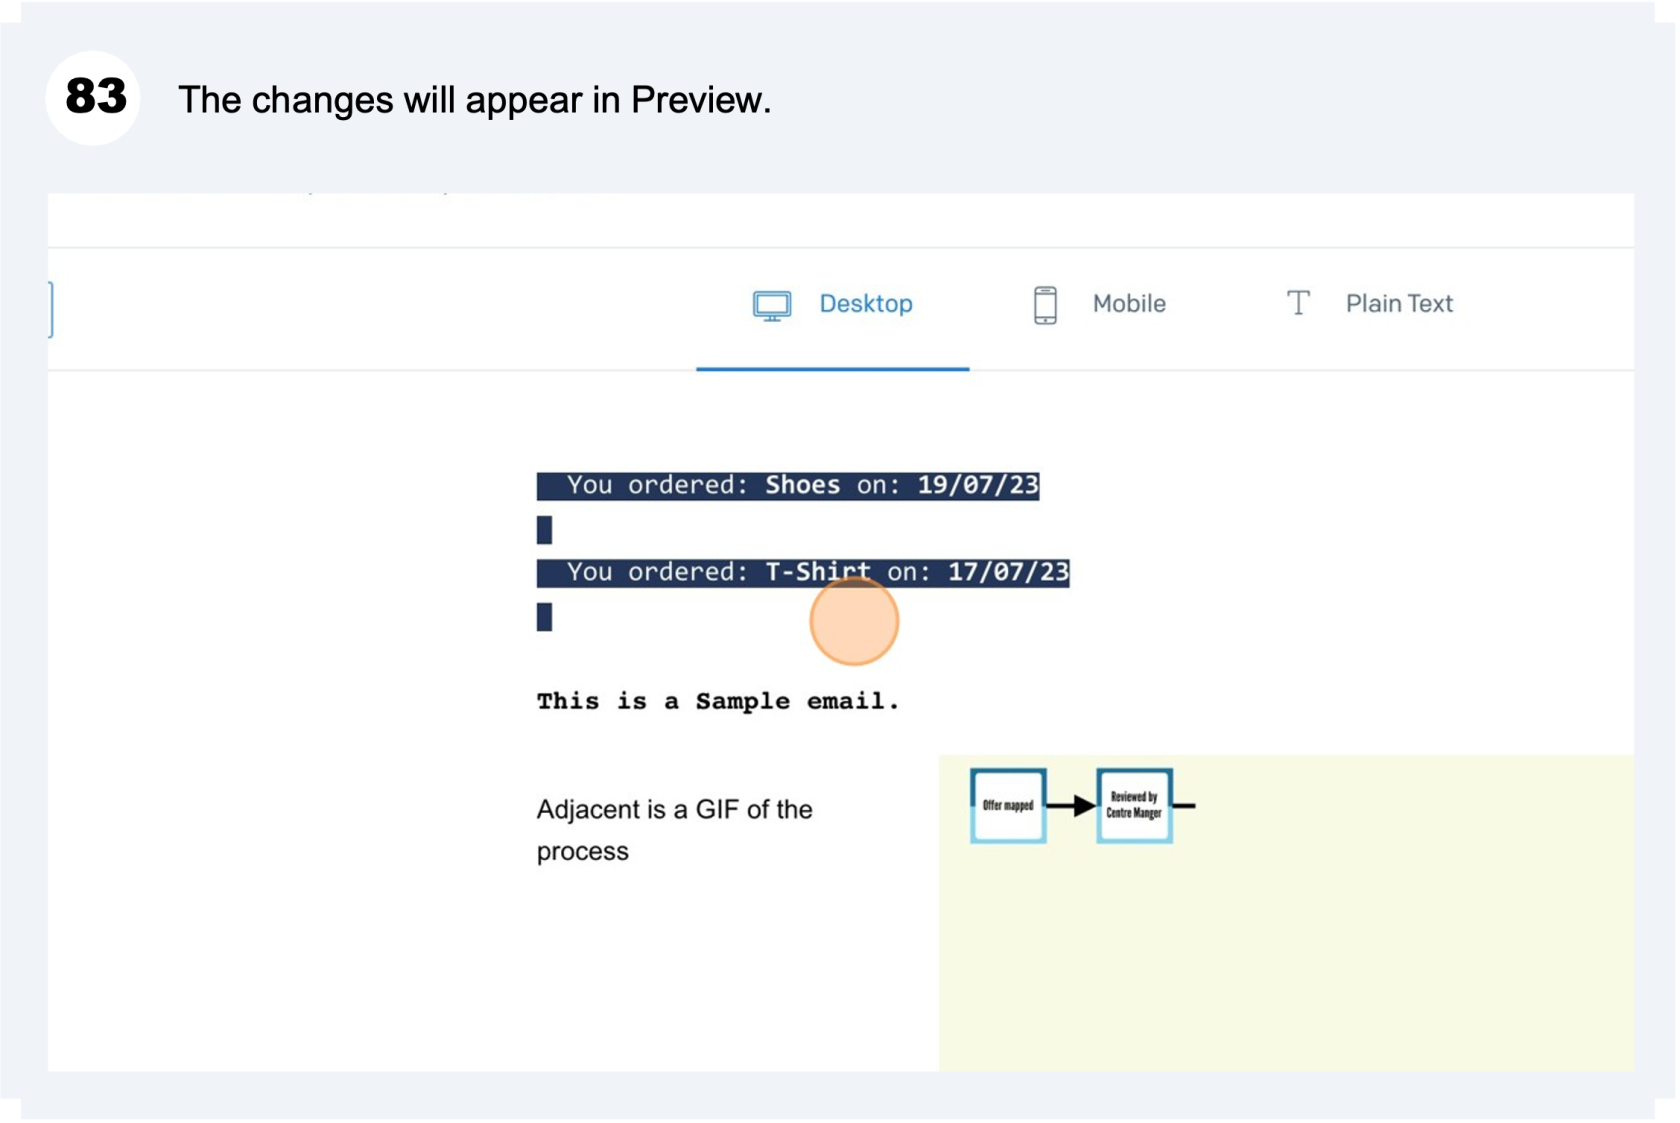 83 The changes will appear in Preview.
Desktop Mobile Plain Text
You ordered: Shoes on: 19/07/23
You ordered: T-Shirt on: 17/07/23
This is a Sample email.
Adjacent is a GIF of the
process
Offer mapped
Reviewed by
Centre Manger